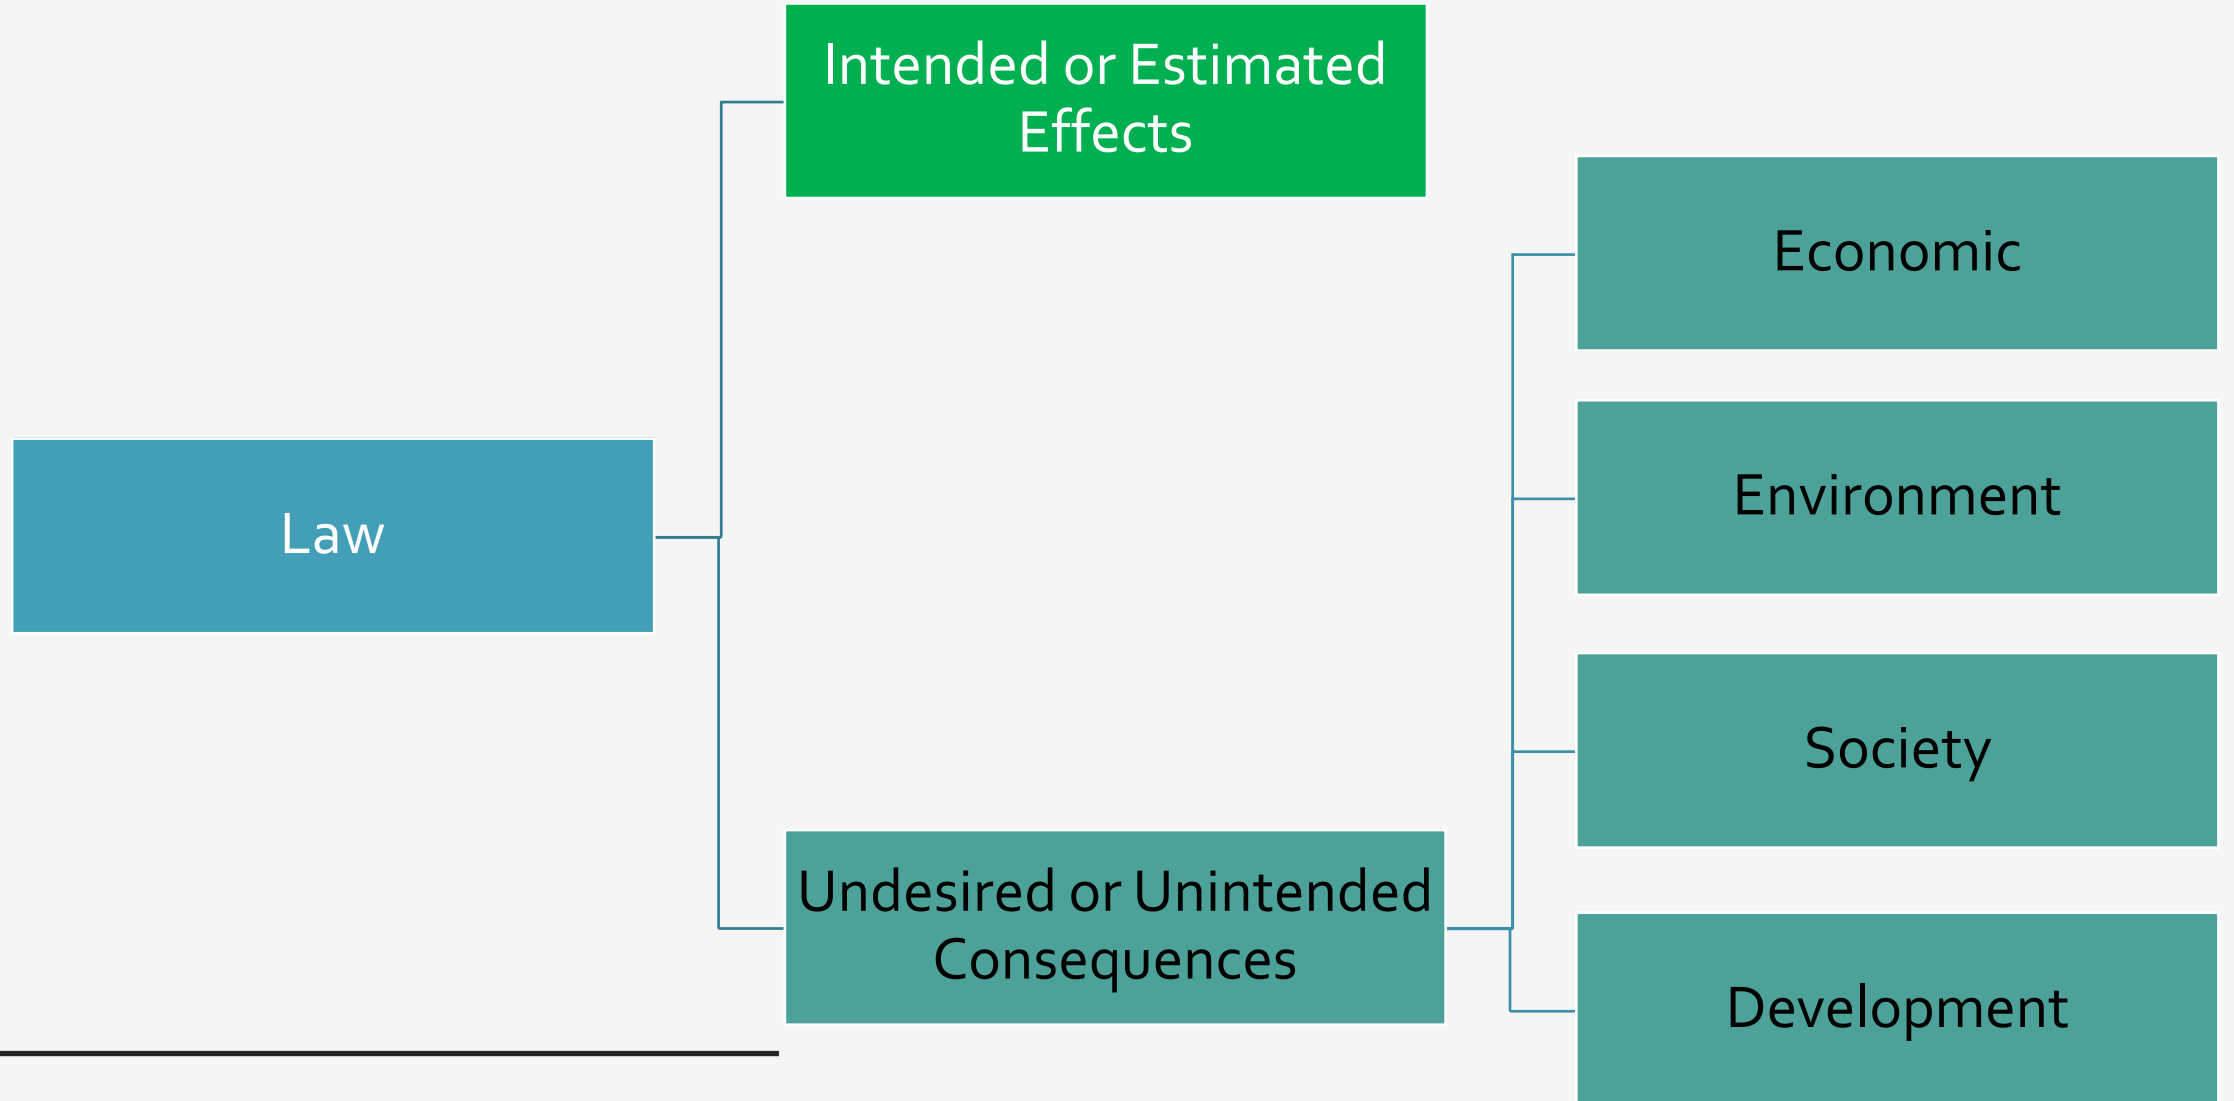 Intended or Estimated
Effects
Economic
Environment
Law
Society
Undesired or Unintended
Consequences
Development